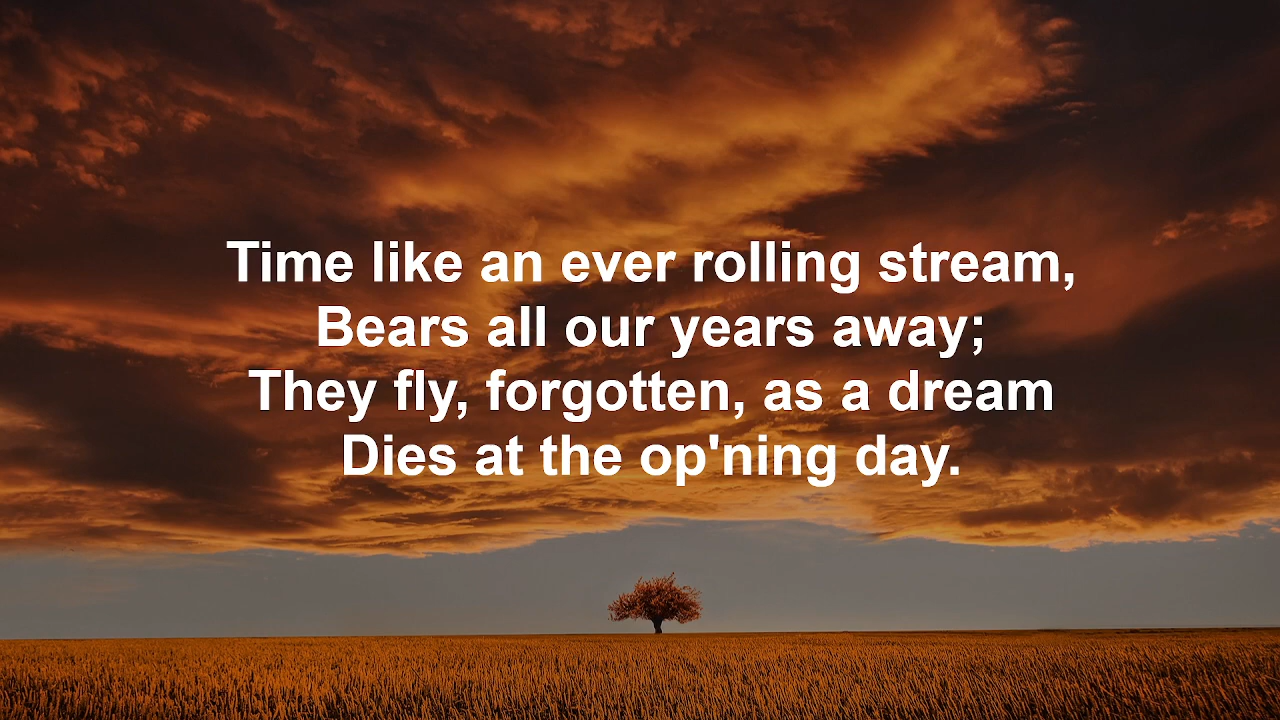 Time like an ever rolling stream,
Bears all our years away;
They fly, forgotten, as a dream
Dies at the op'ning day.